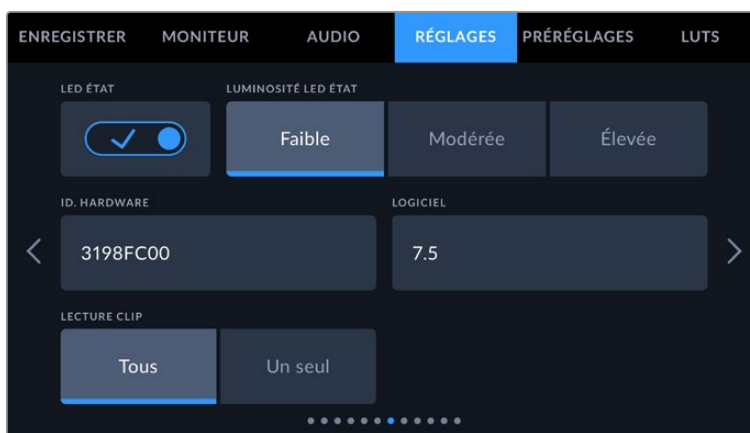 ENREGISTRER MONITEUR AUDIO RÉGLAGES PRÉRÉGLAGES LUTS
LED ÉTAT LUMINOSITÉ LED ÉTAT
Faible Modérée Élevée
ID. HARDWARE LOGICIEL
3198FC00 7.5
LECTURE CLIP
Tous Un seul